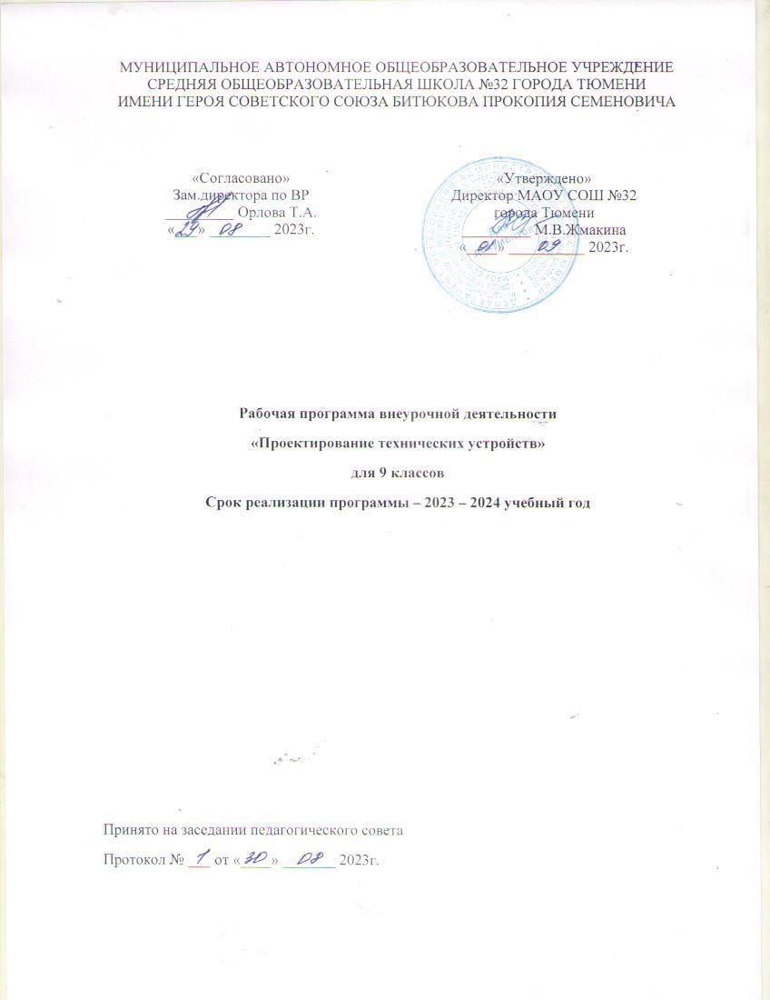 МУНИЦИПАЛЬНОЕ АВТОНОМНОЕ ОБЩЕОБРАЗОВАТЕЛЬНОЕ УЧРЕЖДЕНИЕ
СРЕДНЯЯ ОБЩЕОБРАЗОВАТЕЛЬНАЯ ШКОЛА №32 ГОРОДА ТЮМЕНИ
ИМЕНИ ГЕРОЯ СОВЕТСКОГО СОЮЗА БИТЮКОВА ПРОКОПИЯ СЕМЕНОВИЧА
«Согласовано»
Зам.директора по ВР
Орлова Т.А.
«29» 08 2023г.
«Утверждено»
Директор МАОУ СОШ №32
города Тюмени
М.В.Жмакина
«01» 09 2023г.
Рабочая программа внеурочной деятельности
«Проектирование технических устройств»
для 9 классов
Срок реализации программы – 2023 – 2024 учебный год
Принято на заседании педагогического совета
Протокол № 1 от «30» 08 2023г.